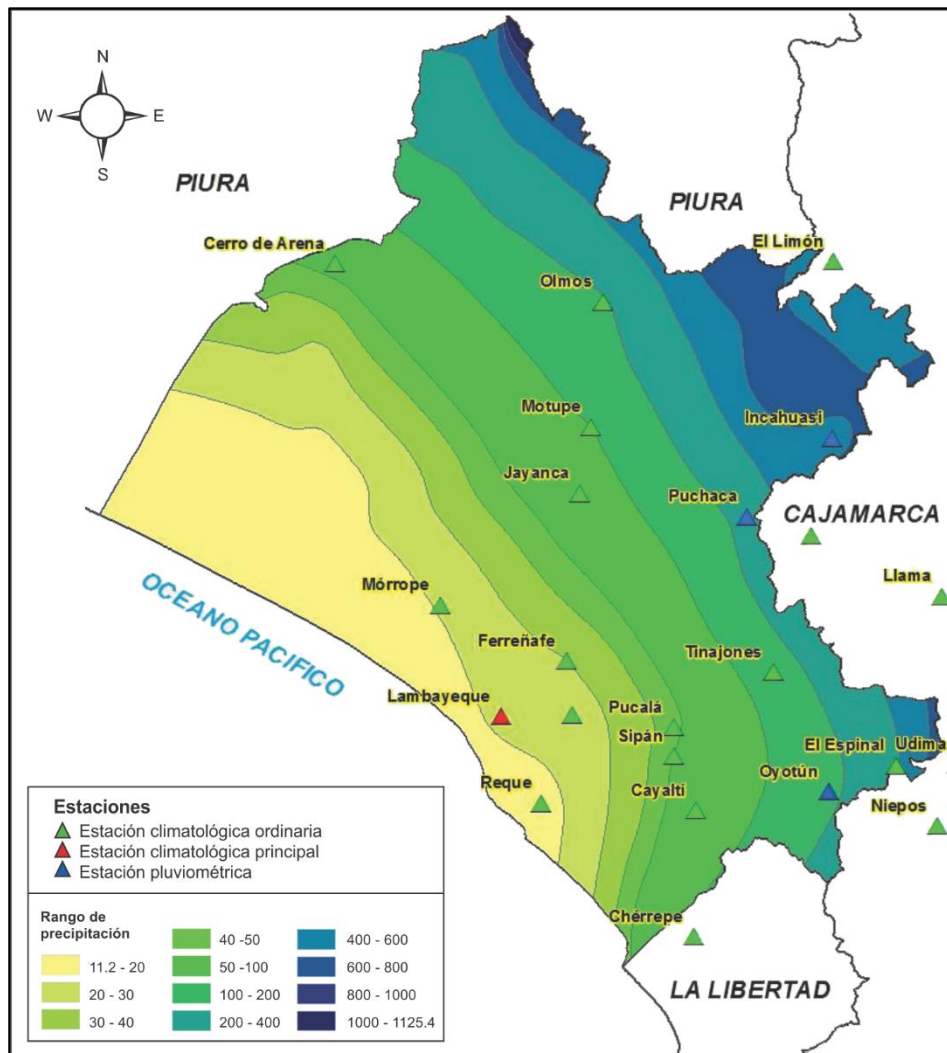 N
W
E
S
PIURA
PIURA
Cerro de Arena
El Limón
Olmos
Motupe
Incahuasi
Jayanca
Puchaca
CAJAMARCA
Llama
Mórrope
OCEANO PACIFICO
Ferreñafe
Tinajones
Lambayeque
Pucalá
Sipán
El Espinal
Udima
Reque
Cayaltí
Oyotún
Niepos
Chérrepe
LA LIBERTAD
Estaciones
Estación climatológica ordinaria
Estación climatológica principal
Estación pluviométrica
Rango de
precipitación
11.2 - 20
20 - 30
30 - 40
40 -50
50 -100
100 - 200
200 - 400
400 - 600
600 - 800
800 - 1000
1000 - 1125.4